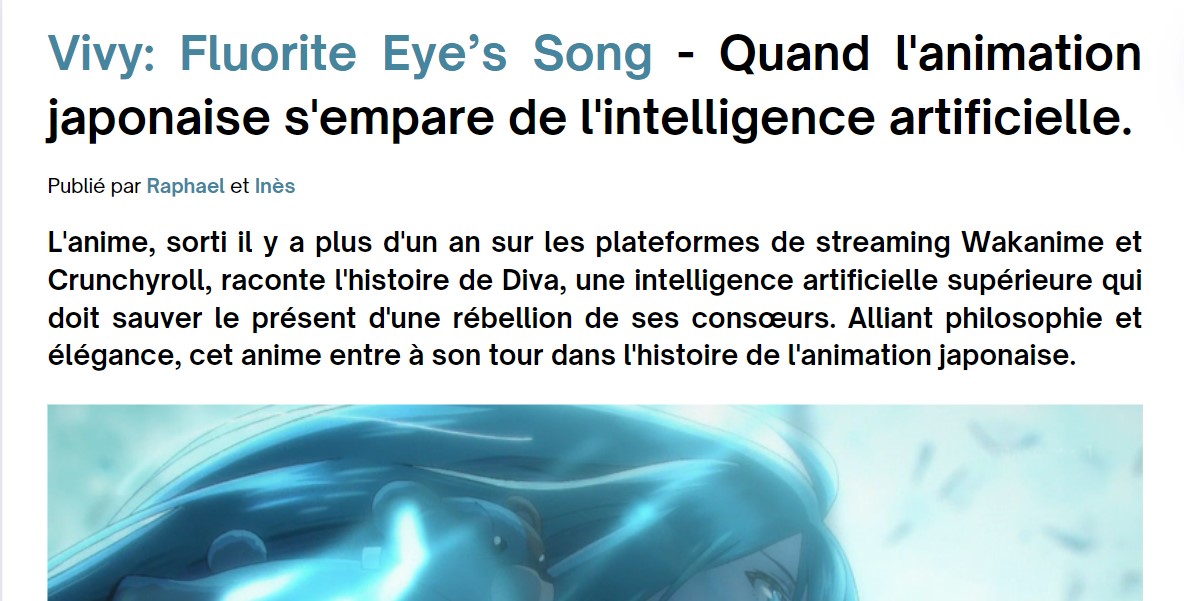 Vivy: Fluorite Eye’s Song - Quand l'animation
japonaise s'empare de l'intelligence artificielle.
Publié par Raphael et Inès
L'anime, sorti il y a plus d'un an sur les plateformes de streaming Wakanime et
Crunchyroll, raconte l'histoire de Diva, une intelligence artificielle supérieure qui
doit sauver le présent d'une rébellion de ses consœurs. Alliant philosophie et
élégance, cet anime entre à son tour dans l'histoire de l'animation japonaise.